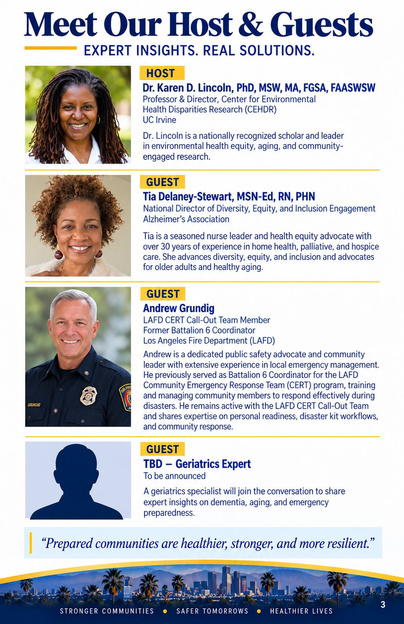 Meet Our Host & Guests
EXPERT INSIGHTS. REAL SOLUTIONS.
HOST
Dr. Karen D. Lincoln, PhD, MSW, MA, FGSA, FAASWSW
Professor & Director, Center for Environmental
Health Disparities Research (CEHDR)
UC Irvine
Dr. Lincoln is a nationally recognized scholar and leader
in environmental health equity, aging, and community-
engaged research.
GUEST
Tia Delaney-Stewart, MSN-Ed, RN, PHN
National Director of Diversity, Equity, and Inclusion Engagement
Alzheimer's Association
Tia is a seasoned nurse leader and health equity advocate with
over 30 years of experience in home health, palliative, and hospice
care. She advances diversity, equity, and inclusion and advocates
for older adults and healthy aging.
GUEST
Andrew Grundig
LAFD CERT Call-Out Team Member
Former Battalion 6 Coordinator
Los Angeles Fire Department (LAFD)
Andrew is a dedicated public safety advocate and community
leader with extensive experience in local emergency management.
He previously served as Battalion 6 Coordinator for the LAFD
Community Emergency Response Team (CERT) program, training
and managing community members to respond effectively during
disasters. He remains active with the LAFD CERT Call-Out Team
and shares expertise on personal readiness, disaster kit workflows,
and community response.
GUEST
TBD – Geriatrics Expert
To be announced
A geriatrics specialist will join the conversation to share
expert insights on dementia, aging, and emergency
preparedness.
“Prepared communities are healthier, stronger, and more resilient.”
STRONGER COMMUNITIES • SAFER TOMORROWS • HEALTHIER LIVES
3